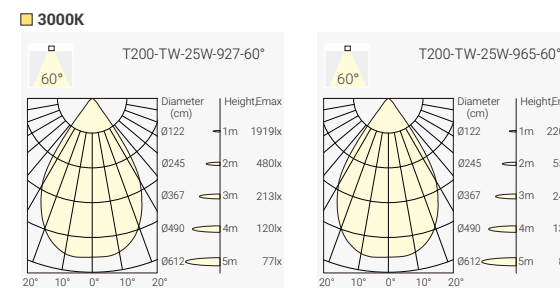 3000K
T200-TW-25W-927-60°
60°
Diameter (cm) Height Emax
Ø122 1m 1919lx
Ø245 2m 480lx
Ø367 3m 213lx
Ø490 4m 120lx
Ø612 5m 77lx
20° 10° 0° 10° 20°
T200-TW-25W-965-60°
60°
Diameter (cm) Height
Ø122 1m
Ø245 2m
Ø367 3m
Ø490 4m
Ø612 5m
20° 10° 0° 10° 20°